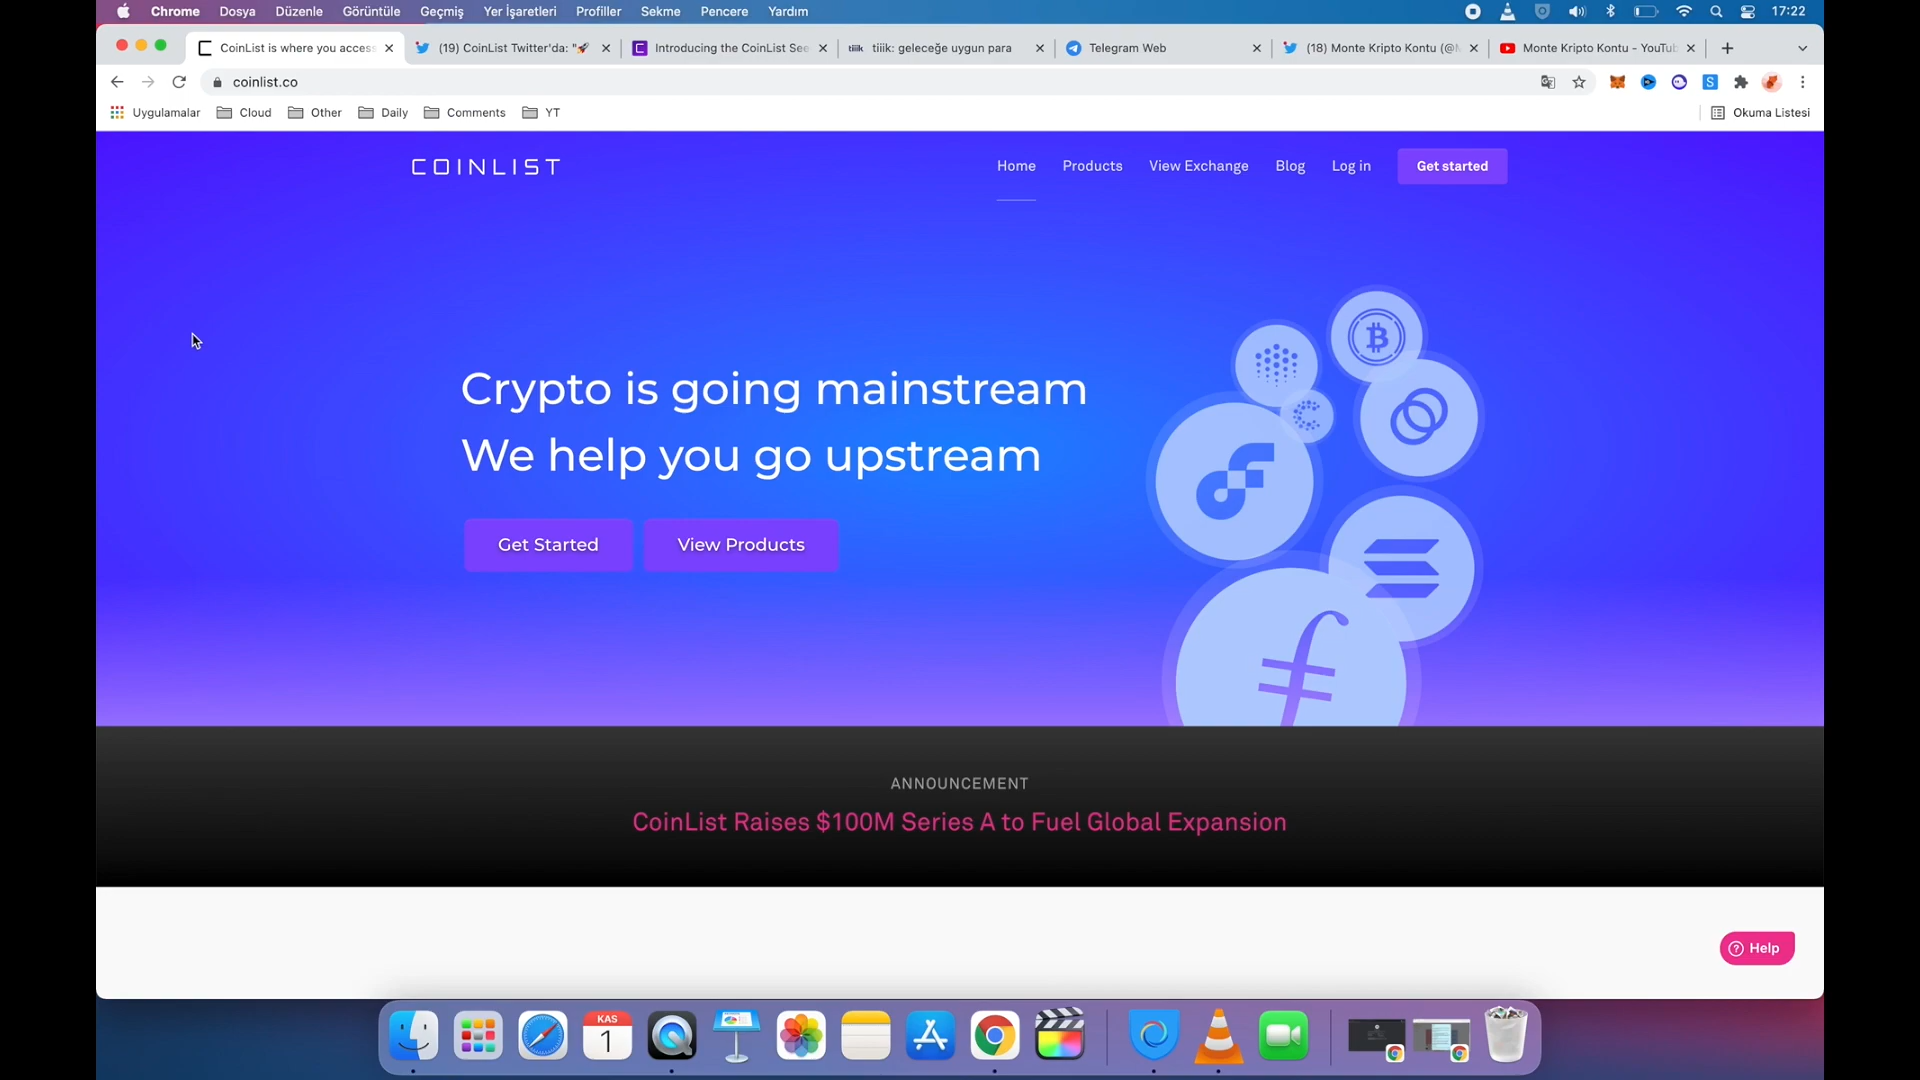 Chrome Dosya Düzenle Görüntüle Geçmiş Yer İşaretleri Profiller Sekme Pencere Yardım 17:22
CoinList is where you access (19) CoinList Twitter'da: "🚀 Introducing the CoinList See tiiik tiiik: geleceğe uygun para Telegram Web (18) Monte Kripto Kontu (@M Monte Kripto Kontu - YouTub
coinlist.co
Uygulamalar Cloud Other Daily Comments YT Okuma Listesi
COINLIST Home Products View Exchange Blog Log in Get started
Crypto is going mainstream
We help you go upstream
Get Started View Products
ANNOUNCEMENT
CoinList Raises $100M Series A to Fuel Global Expansion
Help
KAS
1